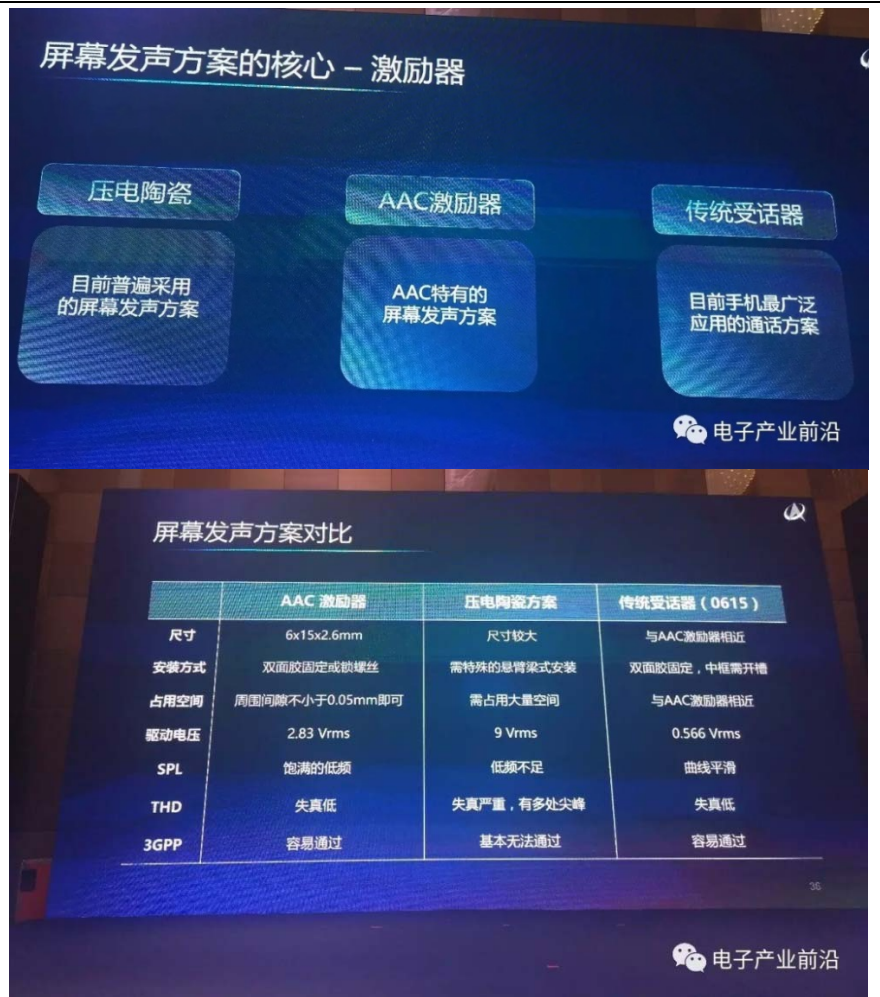 屏幕发声方案的核心 – 激励器
压电陶瓷
AAC激励器
传统受话器
目前普遍采用
的屏幕发声方案
AAC特有的
屏幕发声方案
目前手机最广泛
应用的通话方案
电子产业前沿
屏幕发声方案对比
AAC 激励器 压电陶瓷方案 传统受话器（0615）
尺寸 6x15x2.6mm 尺寸较大 与AAC激励器相近
安装方式 双面胶固定或锁螺丝 需特殊的悬臂梁式安装 双面胶固定，中框需开槽
占用空间 周围间隙不小于0.05mm即可 需占用大量空间 与AAC激励器相近
驱动电压 2.83 Vrms 9 Vrms 0.566 Vrms
SPL 饱满的低频 低频不足 曲线平滑
THD 失真低 失真严重，有多处尖峰 失真低
3GPP 容易通过 基本无法通过 容易通过
36
电子产业前沿